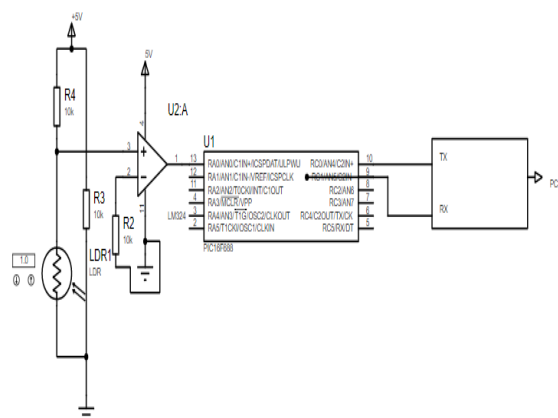 +5V
5V
R4
10k
U2:A
4
3
2
1
11
LM324
R3
10k
R2
10k
LDR1
LDR
1.0
U1
13 RA0/AN0/C1IN+/ICSPDAT/ULPWU RC0/AN4/C2IN+ 10
12 RA1/AN1/C1IN-/VREF/ICSPCLK 9
11 RA2/AN2/T0CKI/INT/C1OUT RC2/AN6 8
4 RA3/MCLR/VPP RC3/AN7 7
3 RA4/AN3/T1G/OSC2/CLKOUT RC4/C2OUT/TX/CK 6
2 RA5/T1CKI/OSC1/CLKIN RC5/RX/DT 5
TX
RX
PC